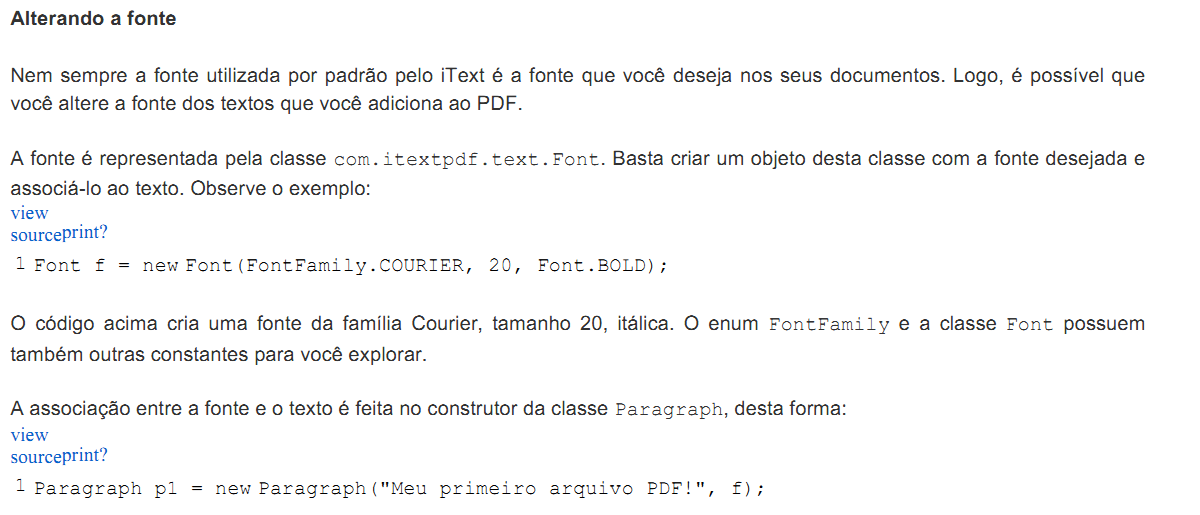 Alterando a fonte
Nem sempre a fonte utilizada por padrão pelo iText é a fonte que você deseja nos seus documentos. Logo, é possível que
você altere a fonte dos textos que você adiciona ao PDF.
A fonte é representada pela classe com.itextpdf.text.Font. Basta criar um objeto desta classe com a fonte desejada e
associá-lo ao texto. Observe o exemplo:
view
sourceprint?
1 Font f = new Font(FontFamily.COURIER, 20, Font.BOLD);
O código acima cria uma fonte da família Courier, tamanho 20, itálica. O enum FontFamily e a classe Font possuem
também outras constantes para você explorar.
A associação entre a fonte e o texto é feita no construtor da classe Paragraph, desta forma:
view
sourceprint?
1 Paragraph p1 = new Paragraph("Meu primeiro arquivo PDF!", f);